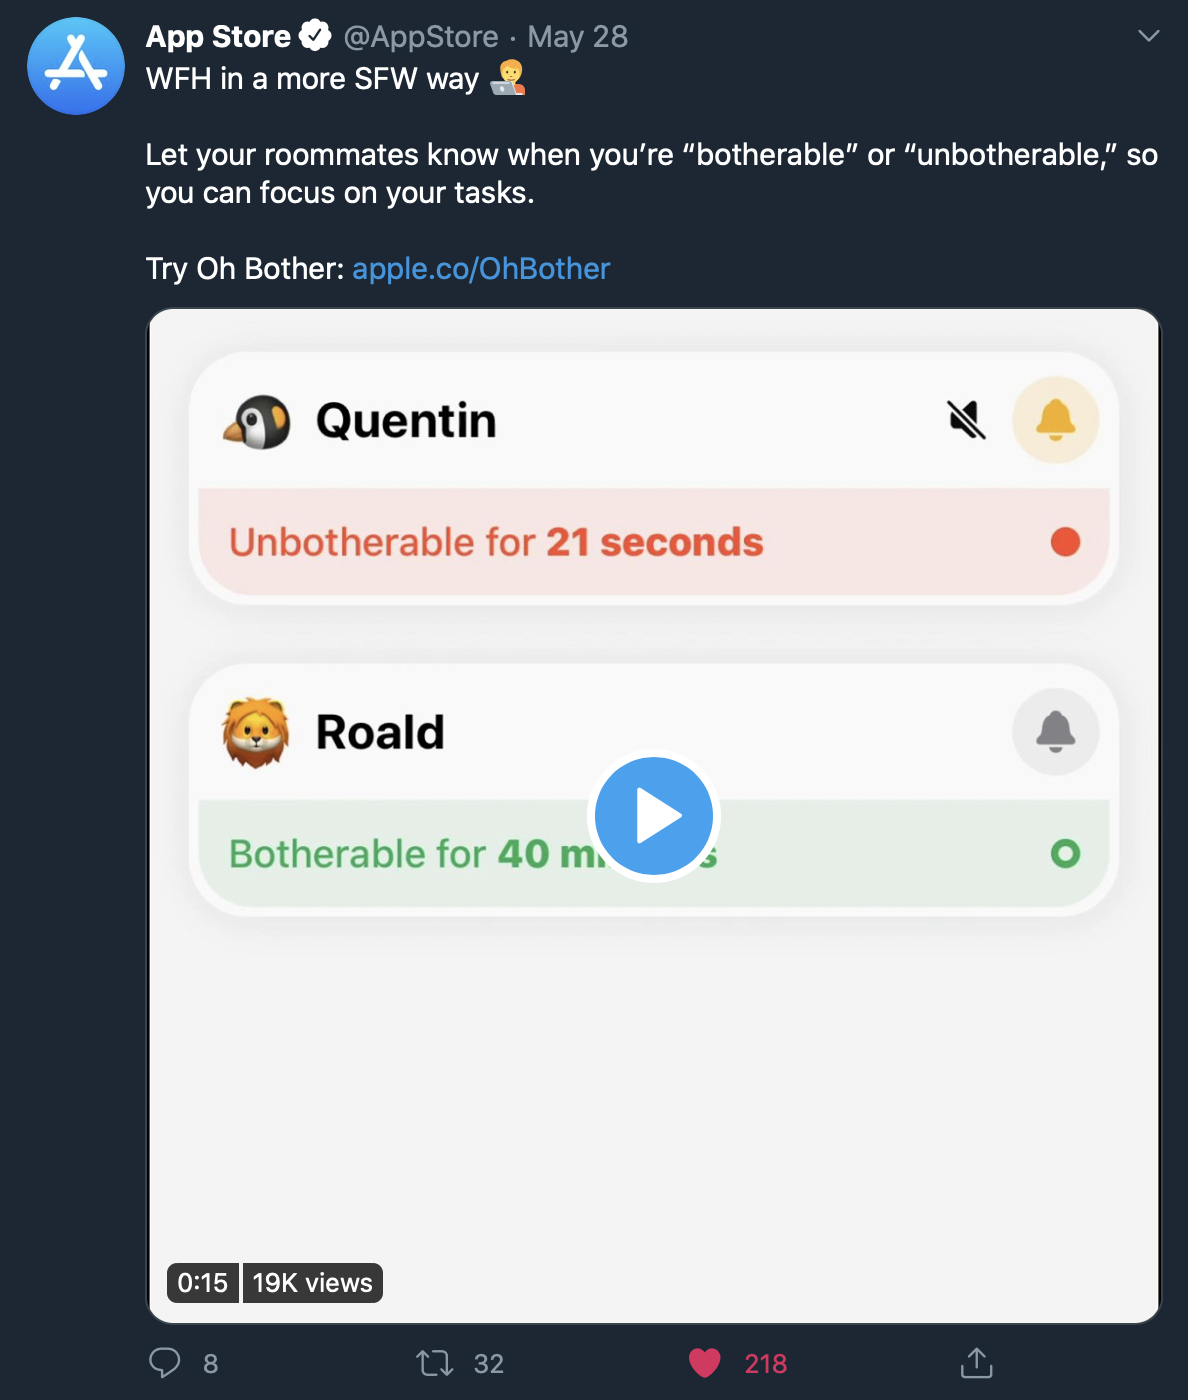 App Store @AppStore · May 28
WFH in a more SFW way
Let your roommates know when you’re “botherable” or “unbotherable,” so
you can focus on your tasks.
Try Oh Bother: apple.co/OhBother
Quentin
Unbotherable for 21 seconds
Roald
Botherable for 40
0:15 19K views
8 32 218